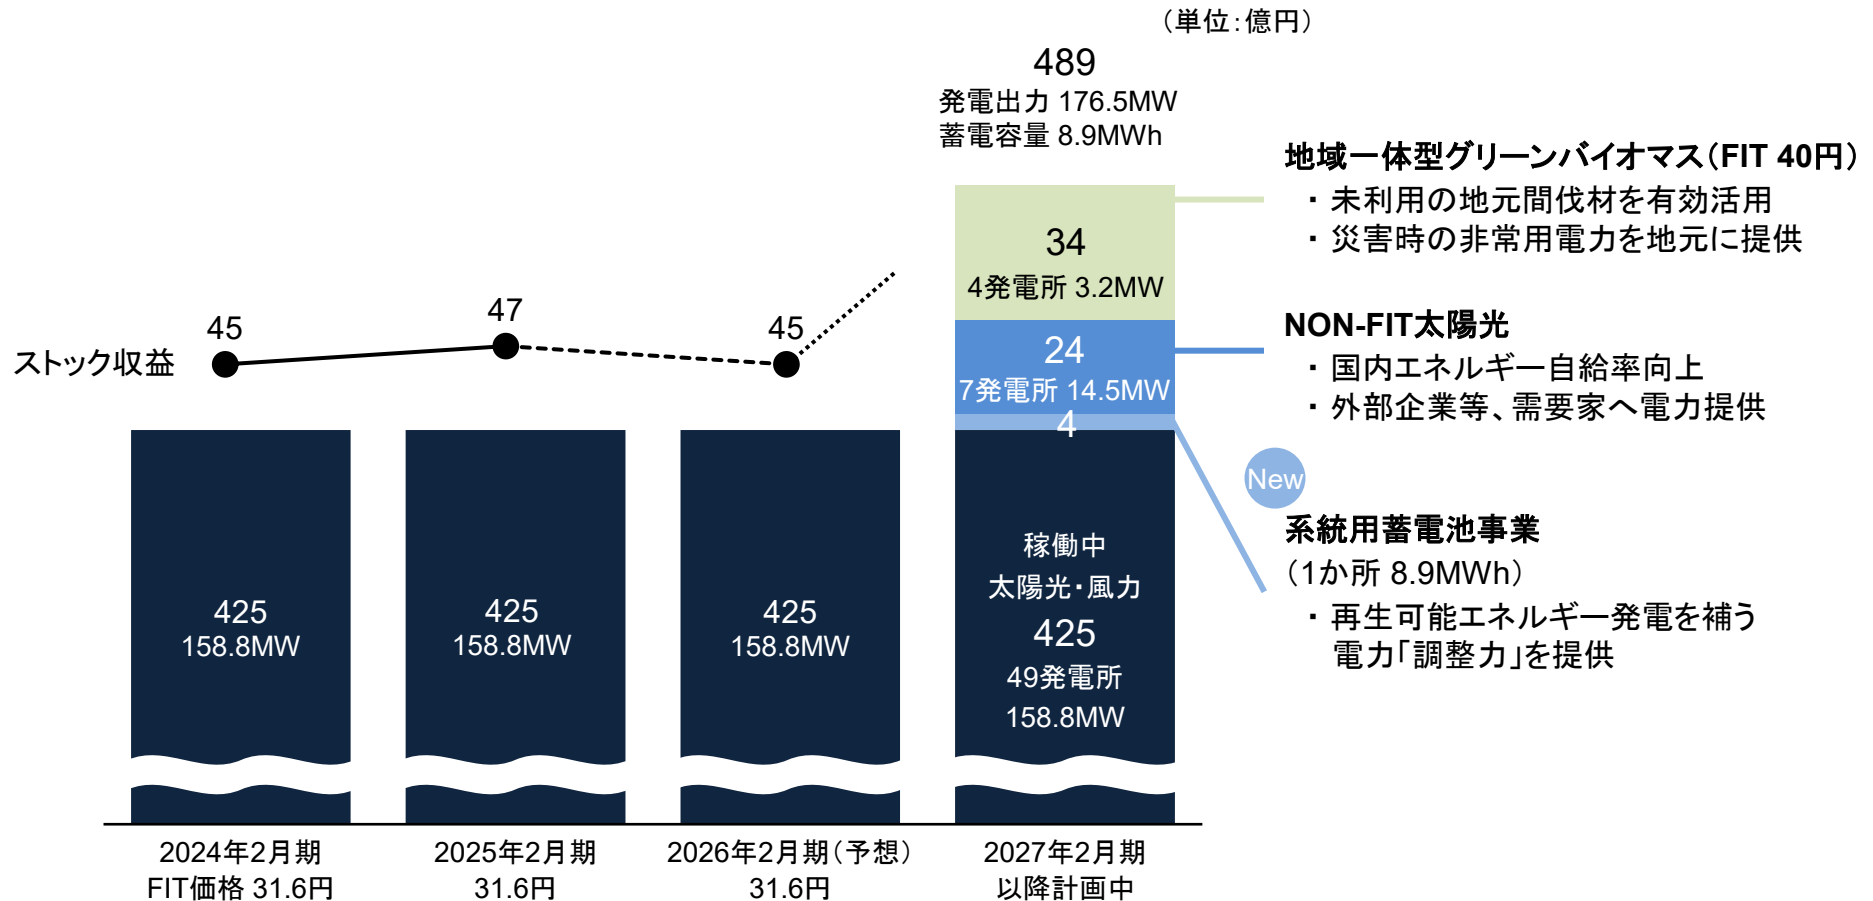 （単位：億円）
489
発電出力 176.5MW
蓄電容量 8.9MWh
地域一体型グリーンバイオマス（FIT 40円）
・ 未利用の地元間伐材を有効活用
・ 災害時の非常用電力を地元に提供
34
4発電所 3.2MW
NON-FIT太陽光
・ 国内エネルギー自給率向上
・ 外部企業等、需要家へ電力提供
24
7発電所 14.5MW
4
ストック収益
45
47
45
New
系統用蓄電池事業
（1か所 8.9MWh）
・ 再生可能エネルギー発電を補う
電力「調整力」を提供
425
158.8MW
425
158.8MW
425
158.8MW
稼働中
太陽光・風力
425
49発電所
158.8MW
2024年2月期
FIT価格 31.6円
2025年2月期
31.6円
2026年2月期（予想）
31.6円
2027年2月期
以降計画中